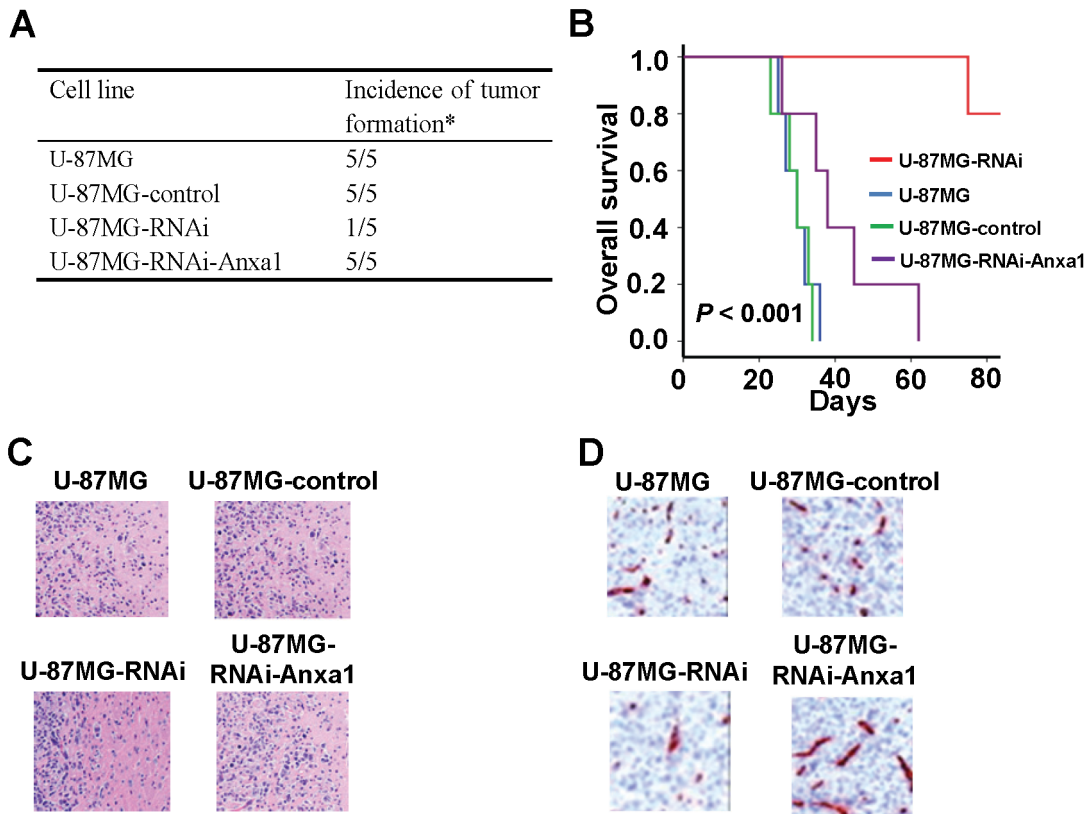 A
Cell line Incidence of tumor
formation*
U-87MG 5/5
U-87MG-control 5/5
U-87MG-RNAi 1/5
U-87MG-RNAi-Anxa1 5/5
B
Overall survival
1.0
0.8
0.6
0.4
0.2
0.0
P < 0.001
U-87MG-RNAi
U-87MG
U-87MG-control
U-87MG-RNAi-Anxa1
0 20 40 60 80
Days
C
U-87MG
U-87MG-control
U-87MG-RNAi
U-87MG-
RNAi-Anxa1
D
U-87MG
U-87MG-control
U-87MG-RNAi
U-87MG-
RNAi-Anxa1